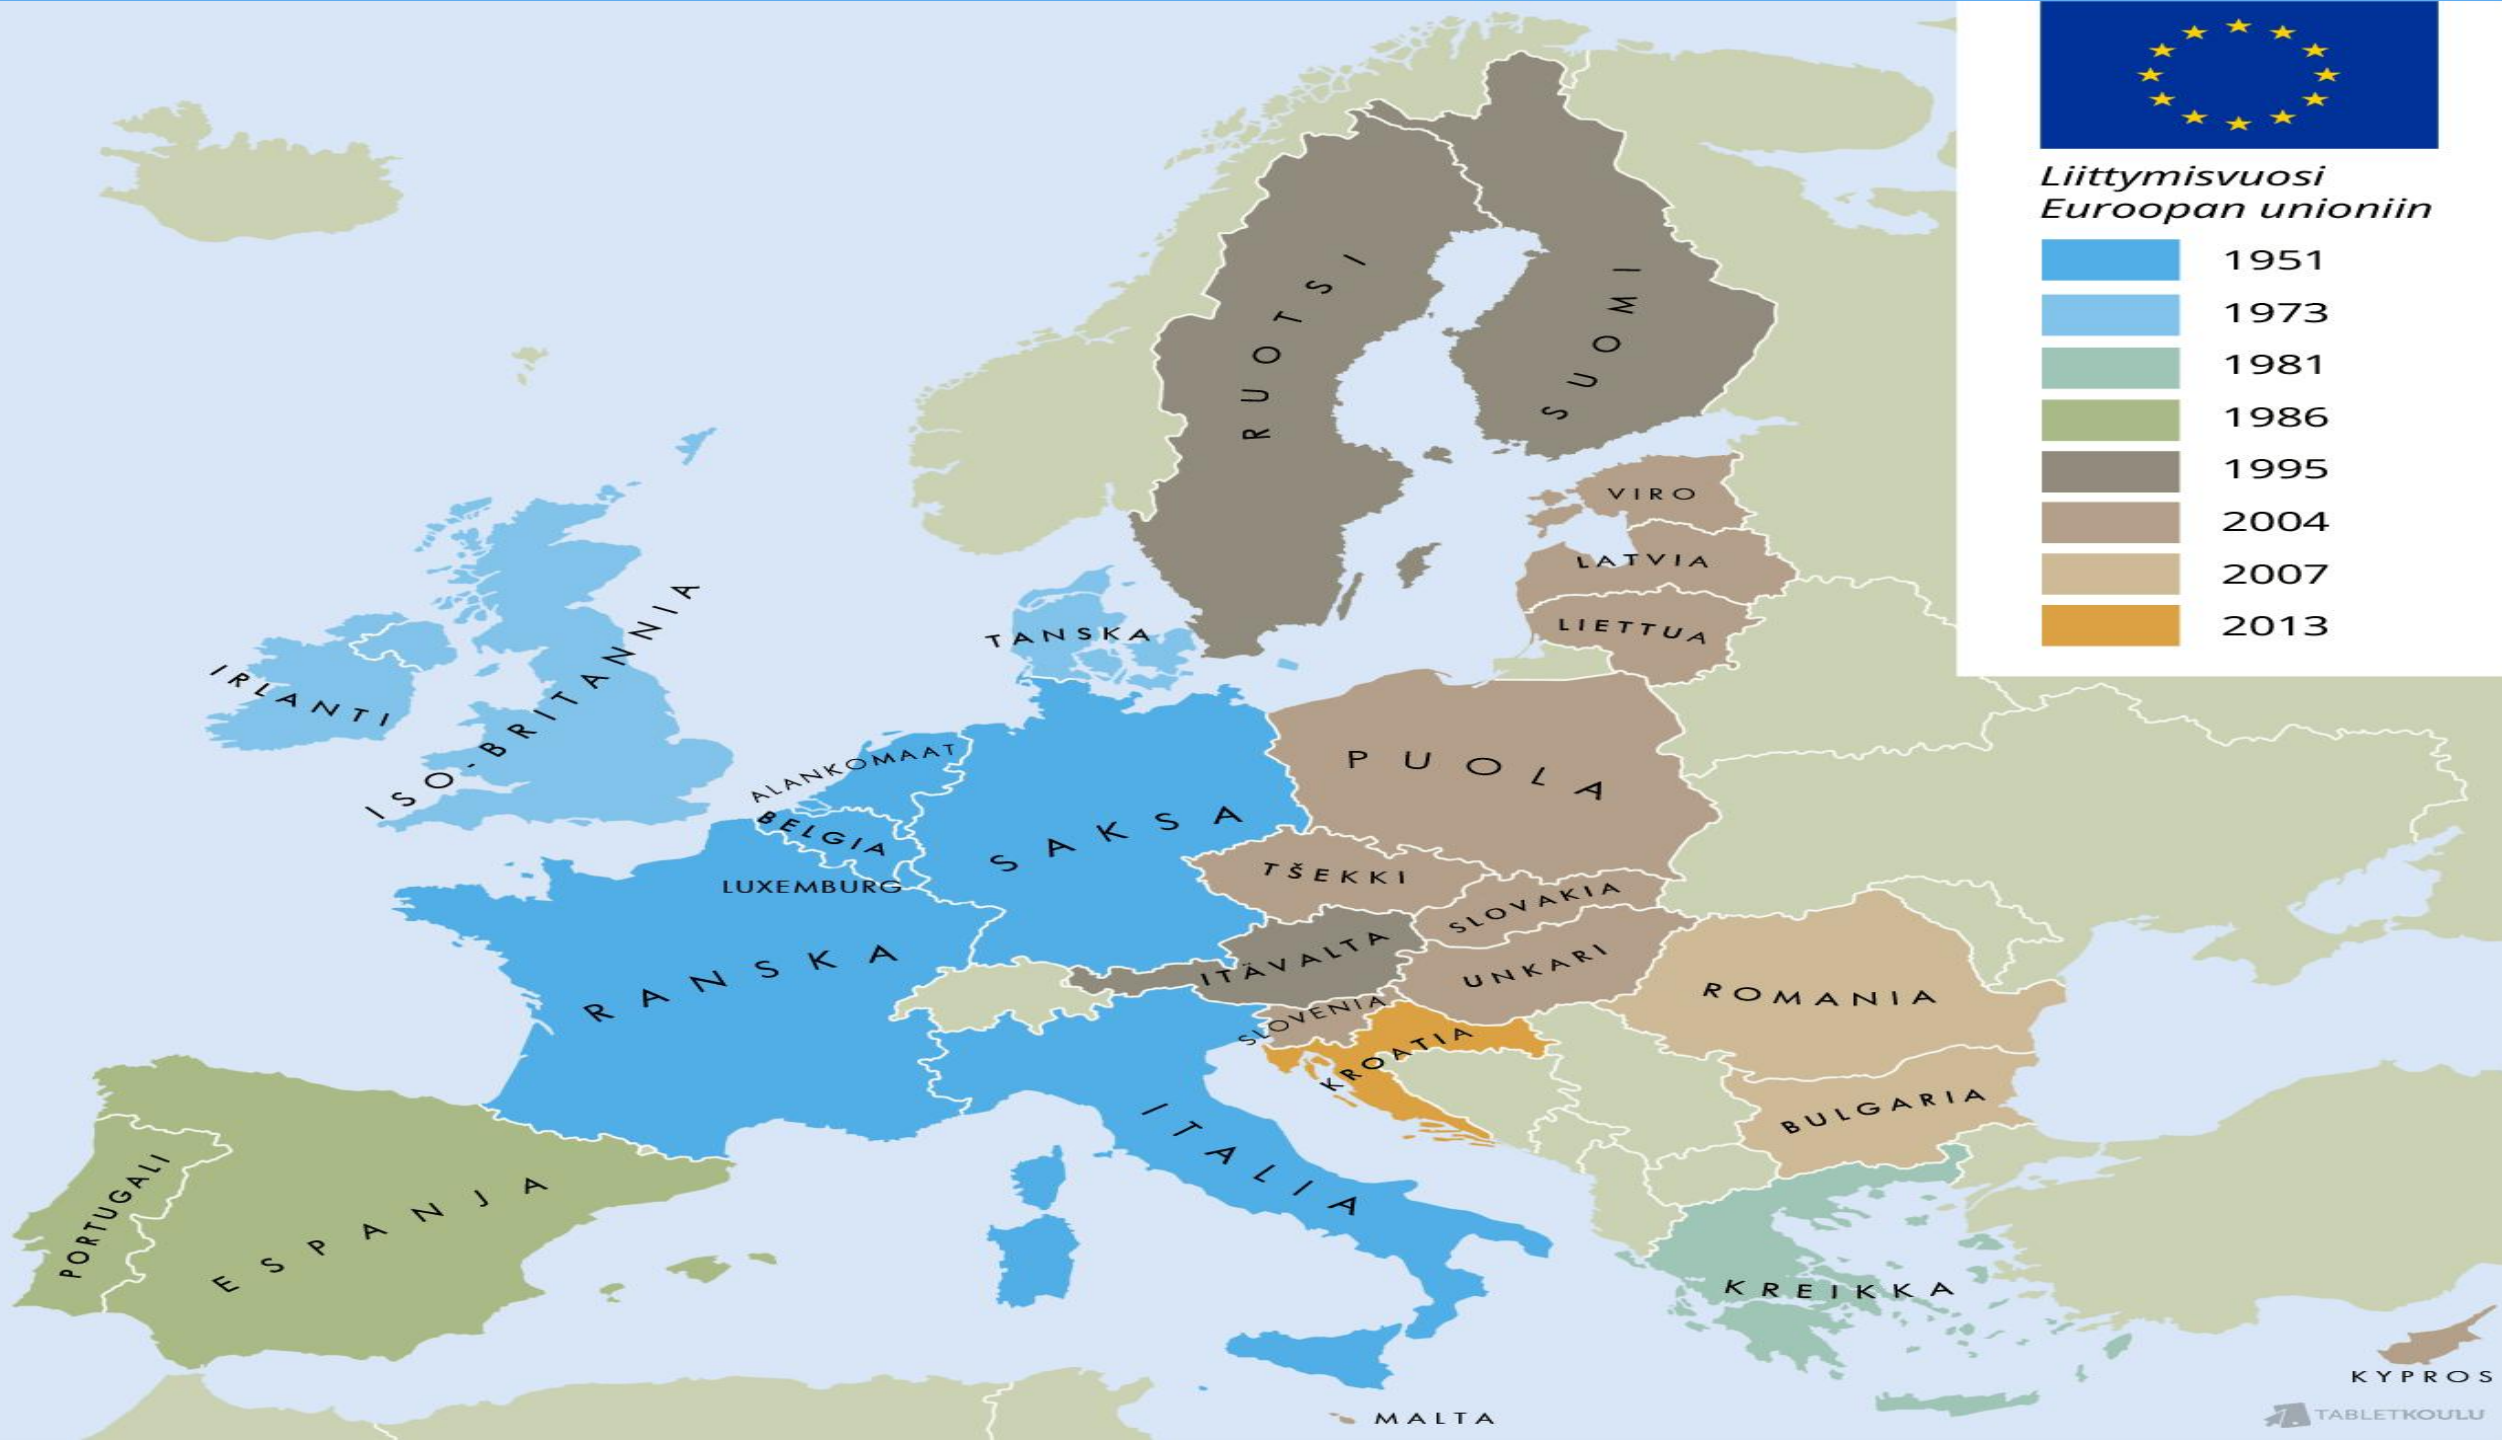 Liittymisvuosi
Euroopan unioniin
1951
1973
1981
1986
1995
2004
2007
2013
RUOTSI
SUOMI
VIRO
LATVIA
LIETTUA
TANSKA
IRLANTI
ISO-BRITANNIA
ALANKOMAAT
BELGIA
LUXEMBURG
SAKSA
PUOLA
TŠEKKI
SLOVAKIA
ITÄVALTA
UNKARI
RANSKA
SLOVENIA
KROATIA
ROMANIA
BULGARIA
ITALIA
PORTUGALI
ESPANJA
KREIKKA
KYPROS
MALTA
TABLETKOULU